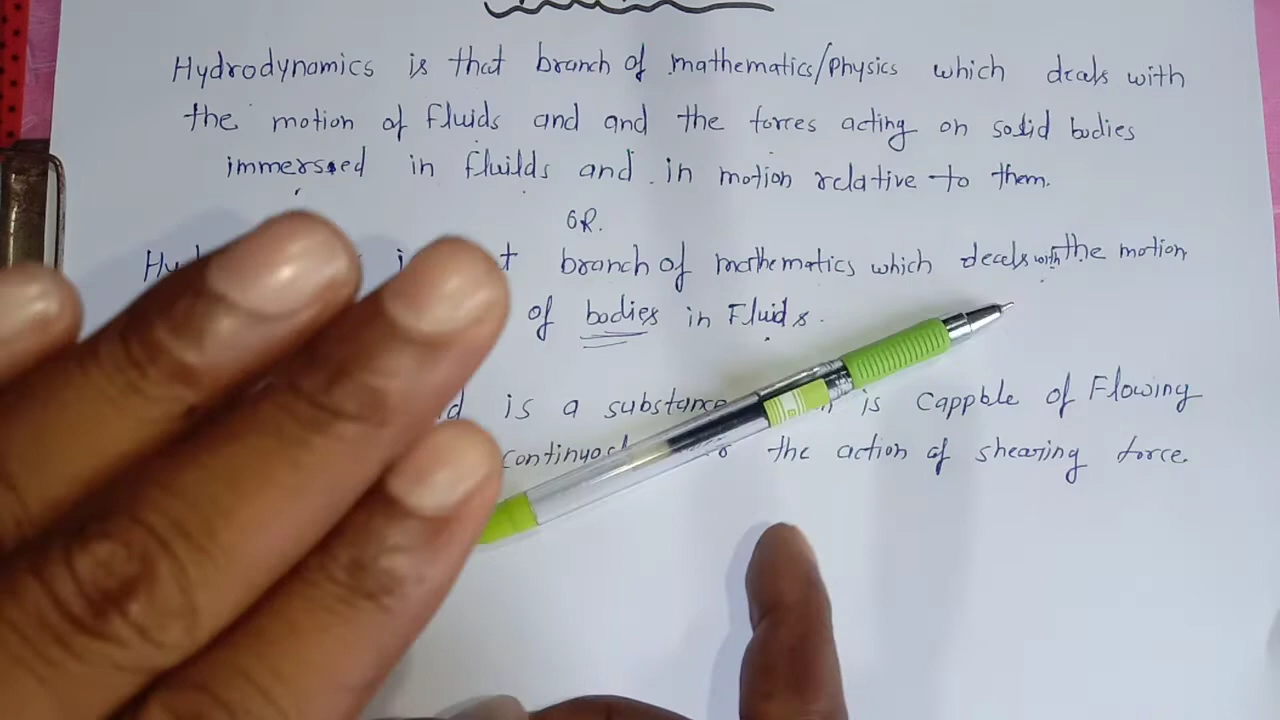 Hydrodynamics is that branch of mathematics/Physics which deals with
the motion of Fluids and and the forces acting on solid bodies
immersed in fluilds and in motion relative to them.
OR.
branch of mathematics which deals with the motion
of bodies in Fluids.
is a substance is Cappble of Flowing
the action of shearing force.